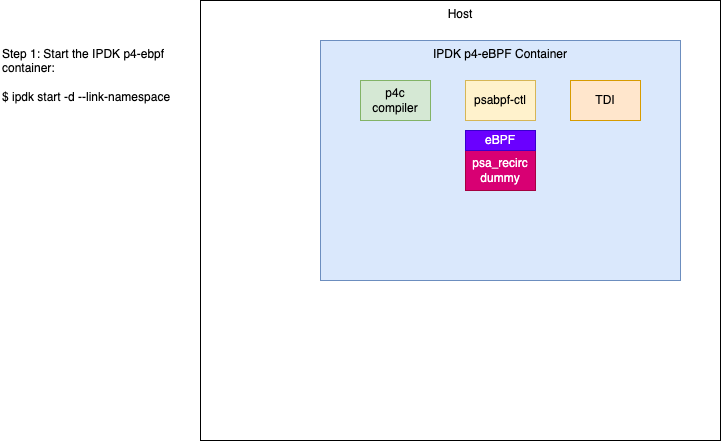 Host
Step 1: Start the IPDK p4-ebpf
container:
$ ipdk start -d --link-namespace
IPDK p4-eBPF Container
p4c
compiler
psabpf-ctl
TDI
eBPF
psa_recirc
dummy